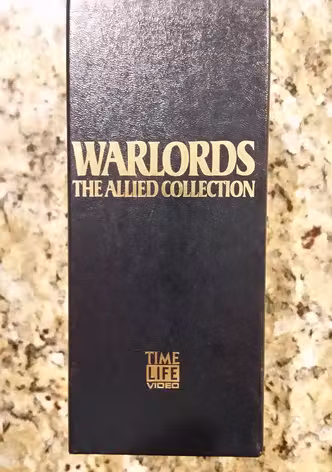 WARLORDS
THE ALLIED COLLECTION
TIME
LIFE
VIDEO